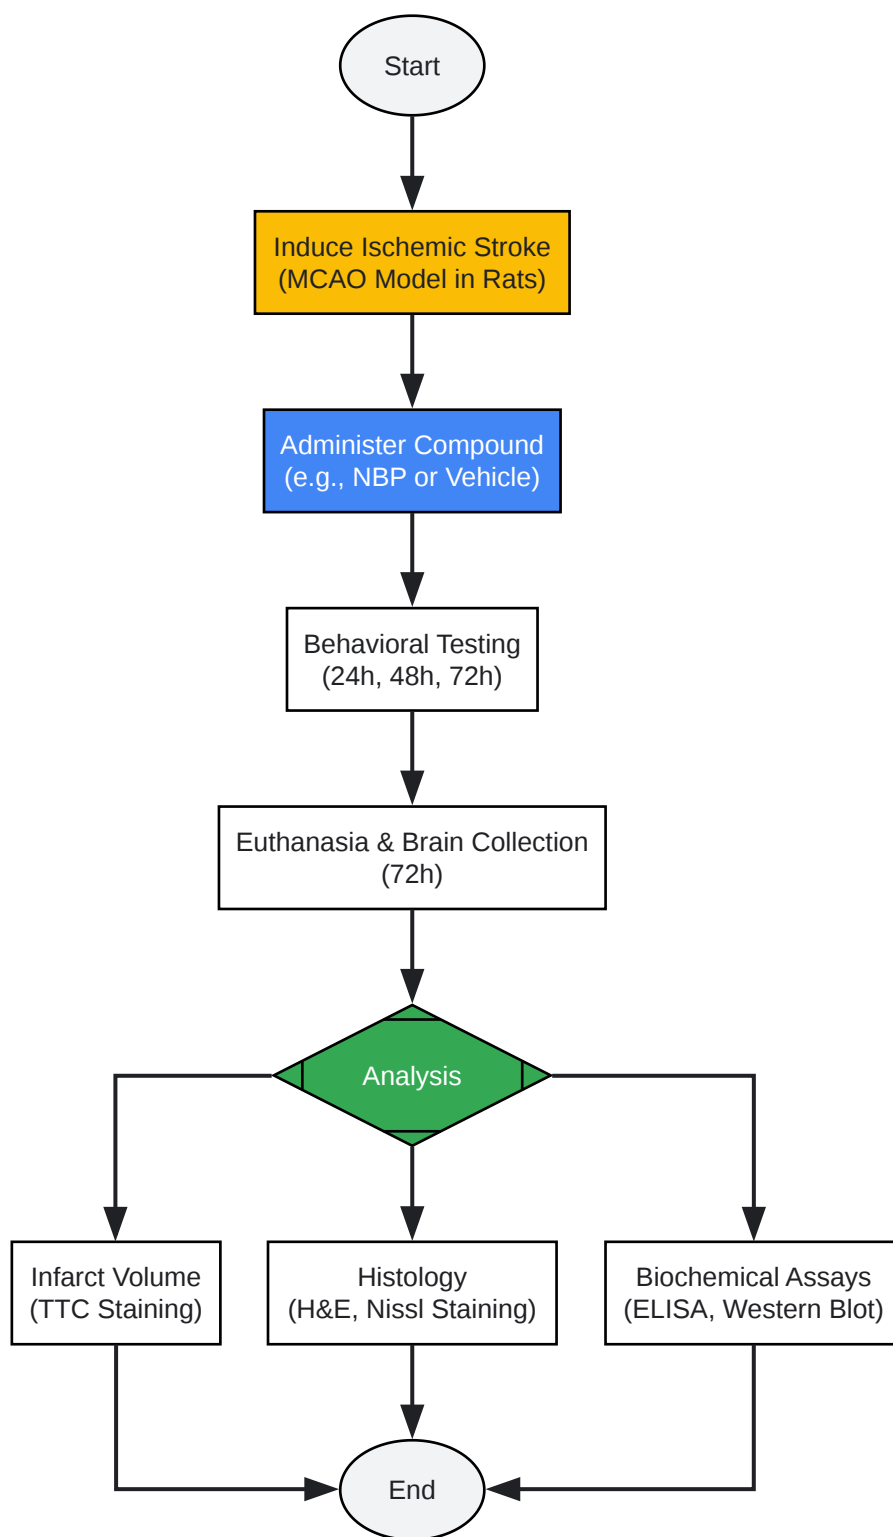 Start
Induce Ischemic Stroke
(MCAO Model in Rats)
Administer Compound
(e.g., NBP or Vehicle)
Behavioral Testing
(24h, 48h, 72h)
Euthanasia & Brain Collection
(72h)
Analysis
Infarct Volume
(TTC Staining)
Histology
(H&E, Nissl Staining)
Biochemical Assays
(ELISA, Western Blot)
End